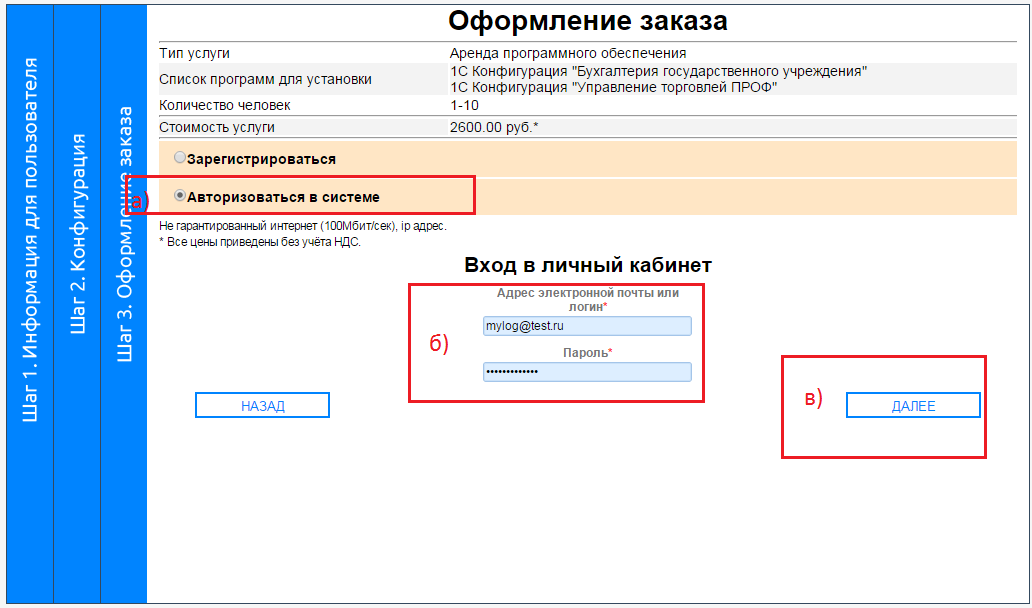 Шаг 1. Информация для пользователя
Шаг 2. Конфигурация
Шаг 3. Оформление заказа
Оформление заказа
Тип услуги Аренда программного обеспечения
Список программ для установки 1С Конфигурация "Бухгалтерия государственного учреждения"
1С Конфигурация "Управление торговлей ПРОФ"
Количество человек 1-10
Стоимость услуги 2600.00 руб.*
Зарегистрироваться
а) Авторизоваться в системе
Не гарантированный интернет (100Мбит/сек), ip адрес.
* Все цены приведены без учёта НДС.
Вход в личный кабинет
Адрес электронной почты или
логин*
mylog@test.ru
б)
Пароль*
•••••••••••••
в)
НАЗАД ДАЛЕЕ